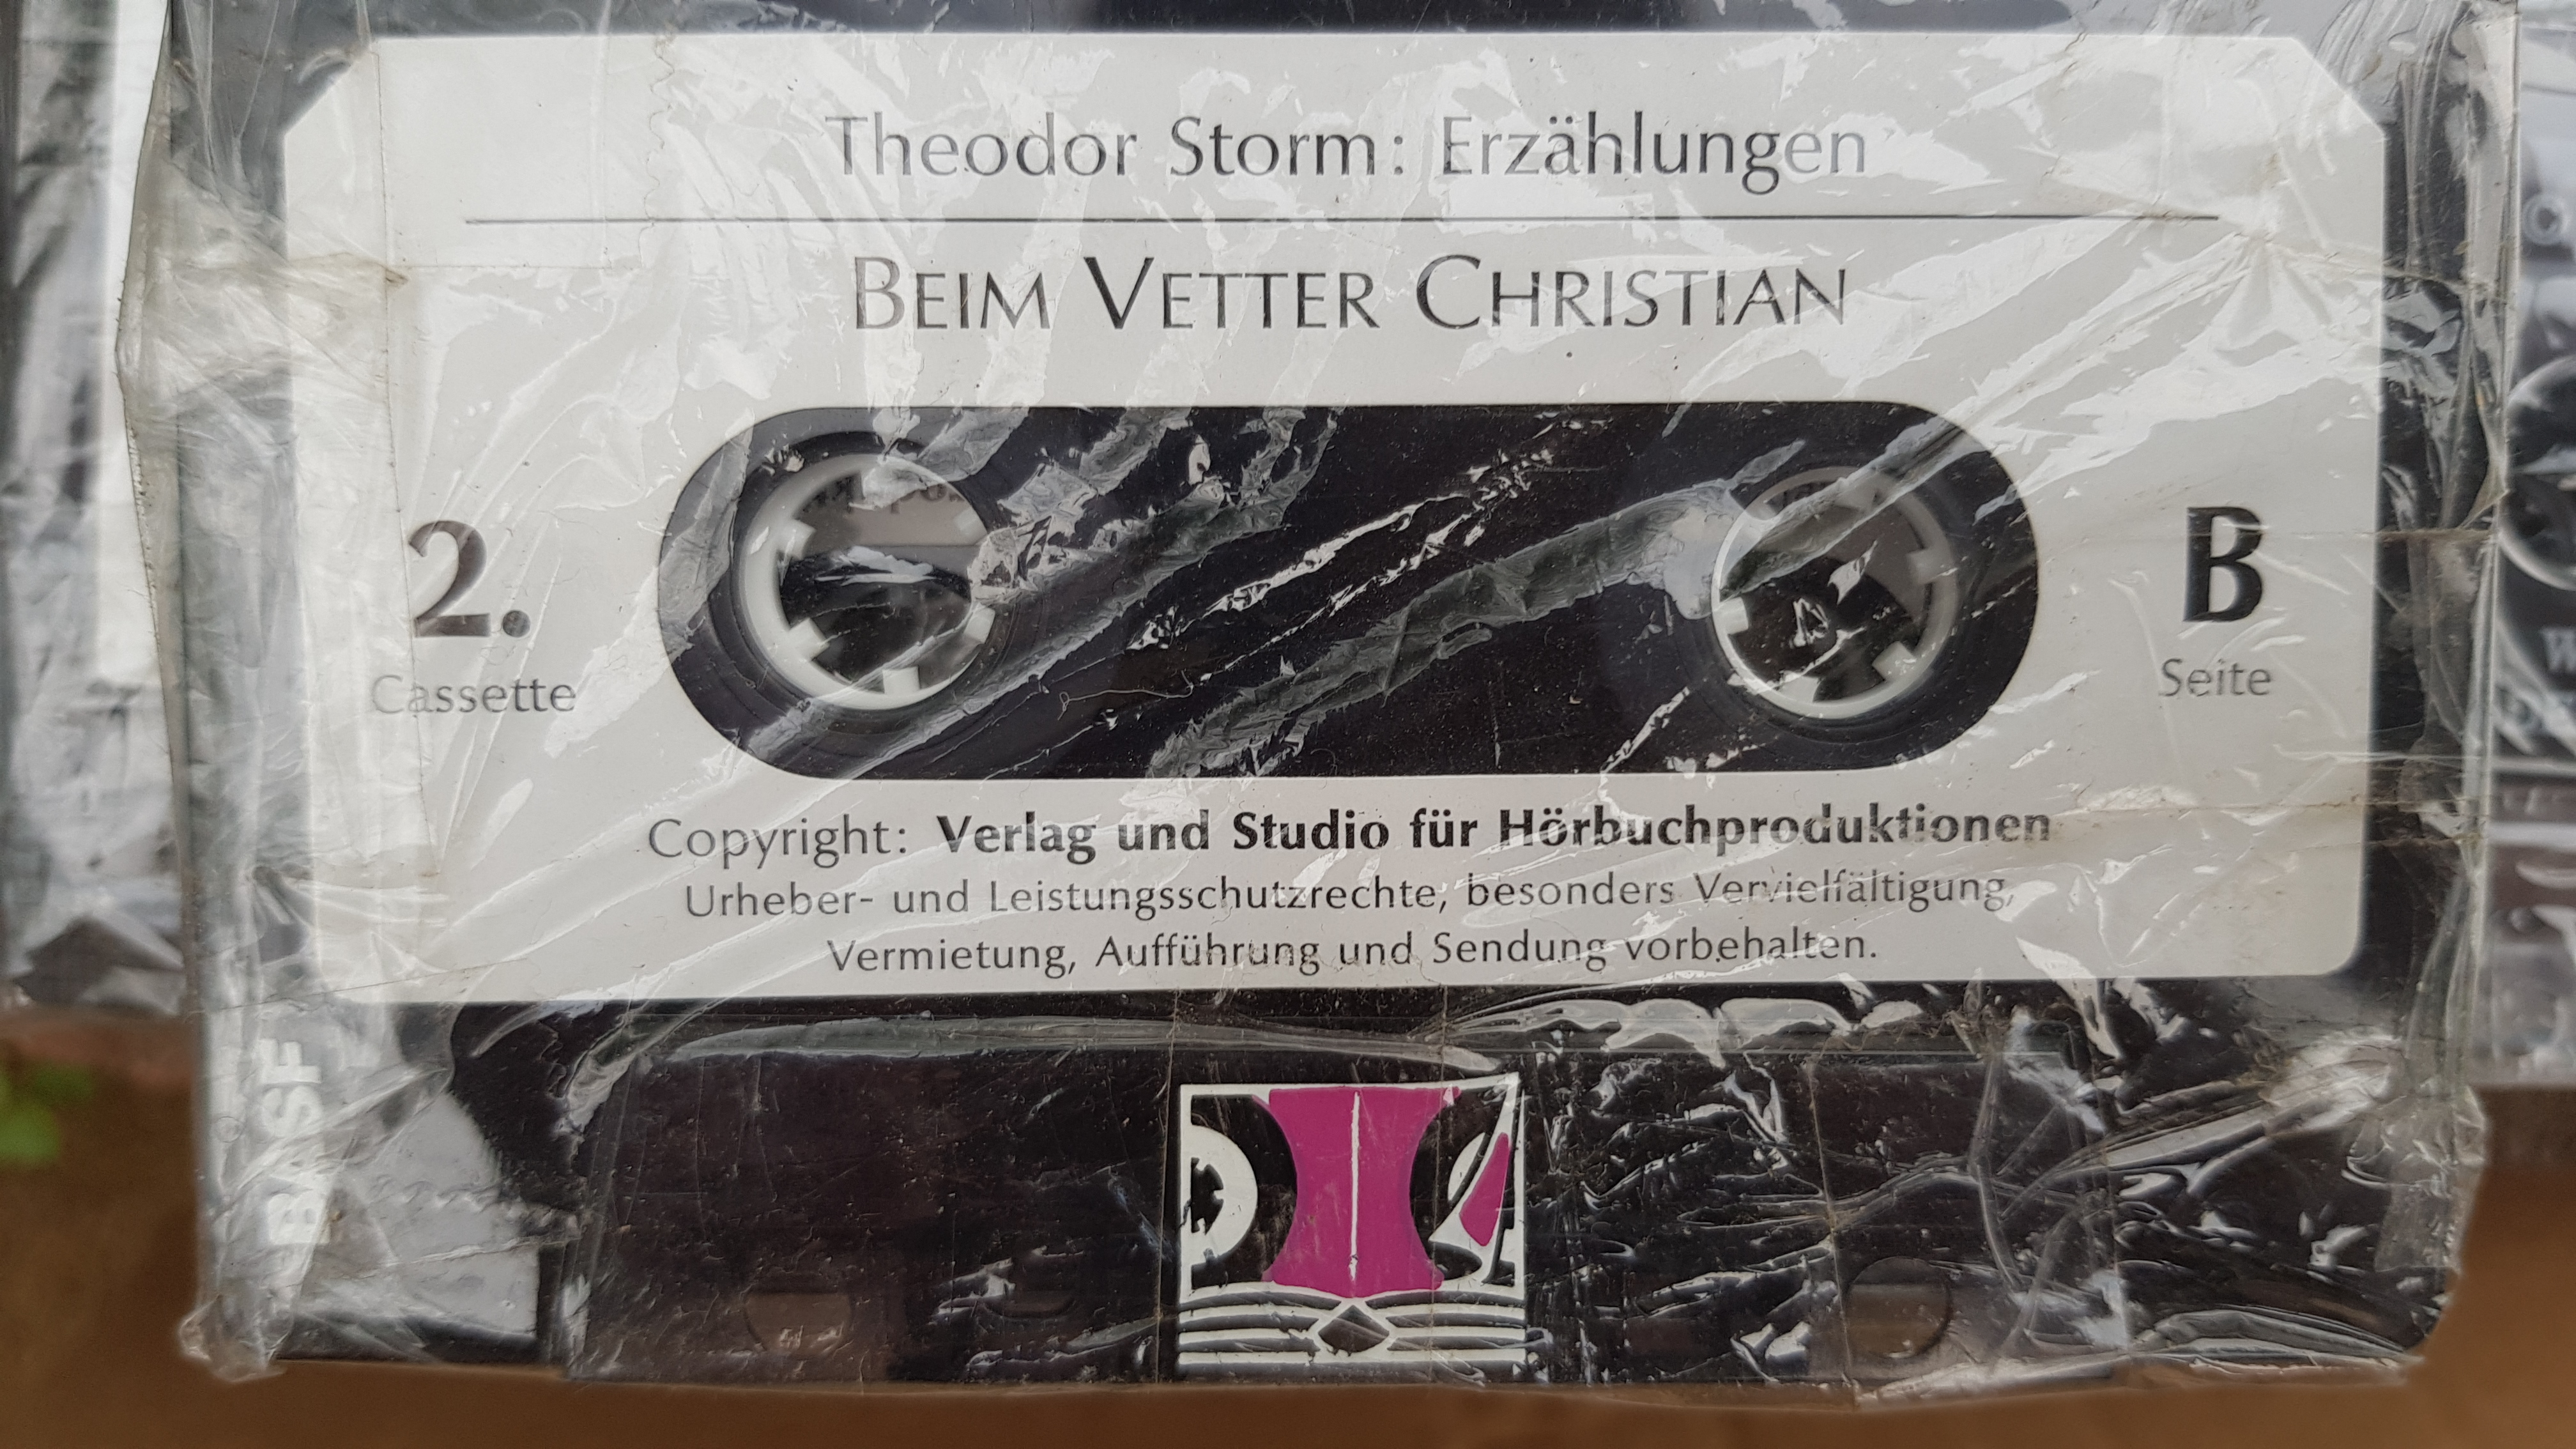 Theodor Storm: Erzählungen
BEIM VETTER CHRISTIAN
2.
Cassette
B
Seite
Copyright: Verlag und Studio für Hörbuchproduktionen
Urheber- und Leistungsschutzrechte, besonders Vervielfältigung,
Vermietung, Aufführung und Sendung vorbehalten.
BASF